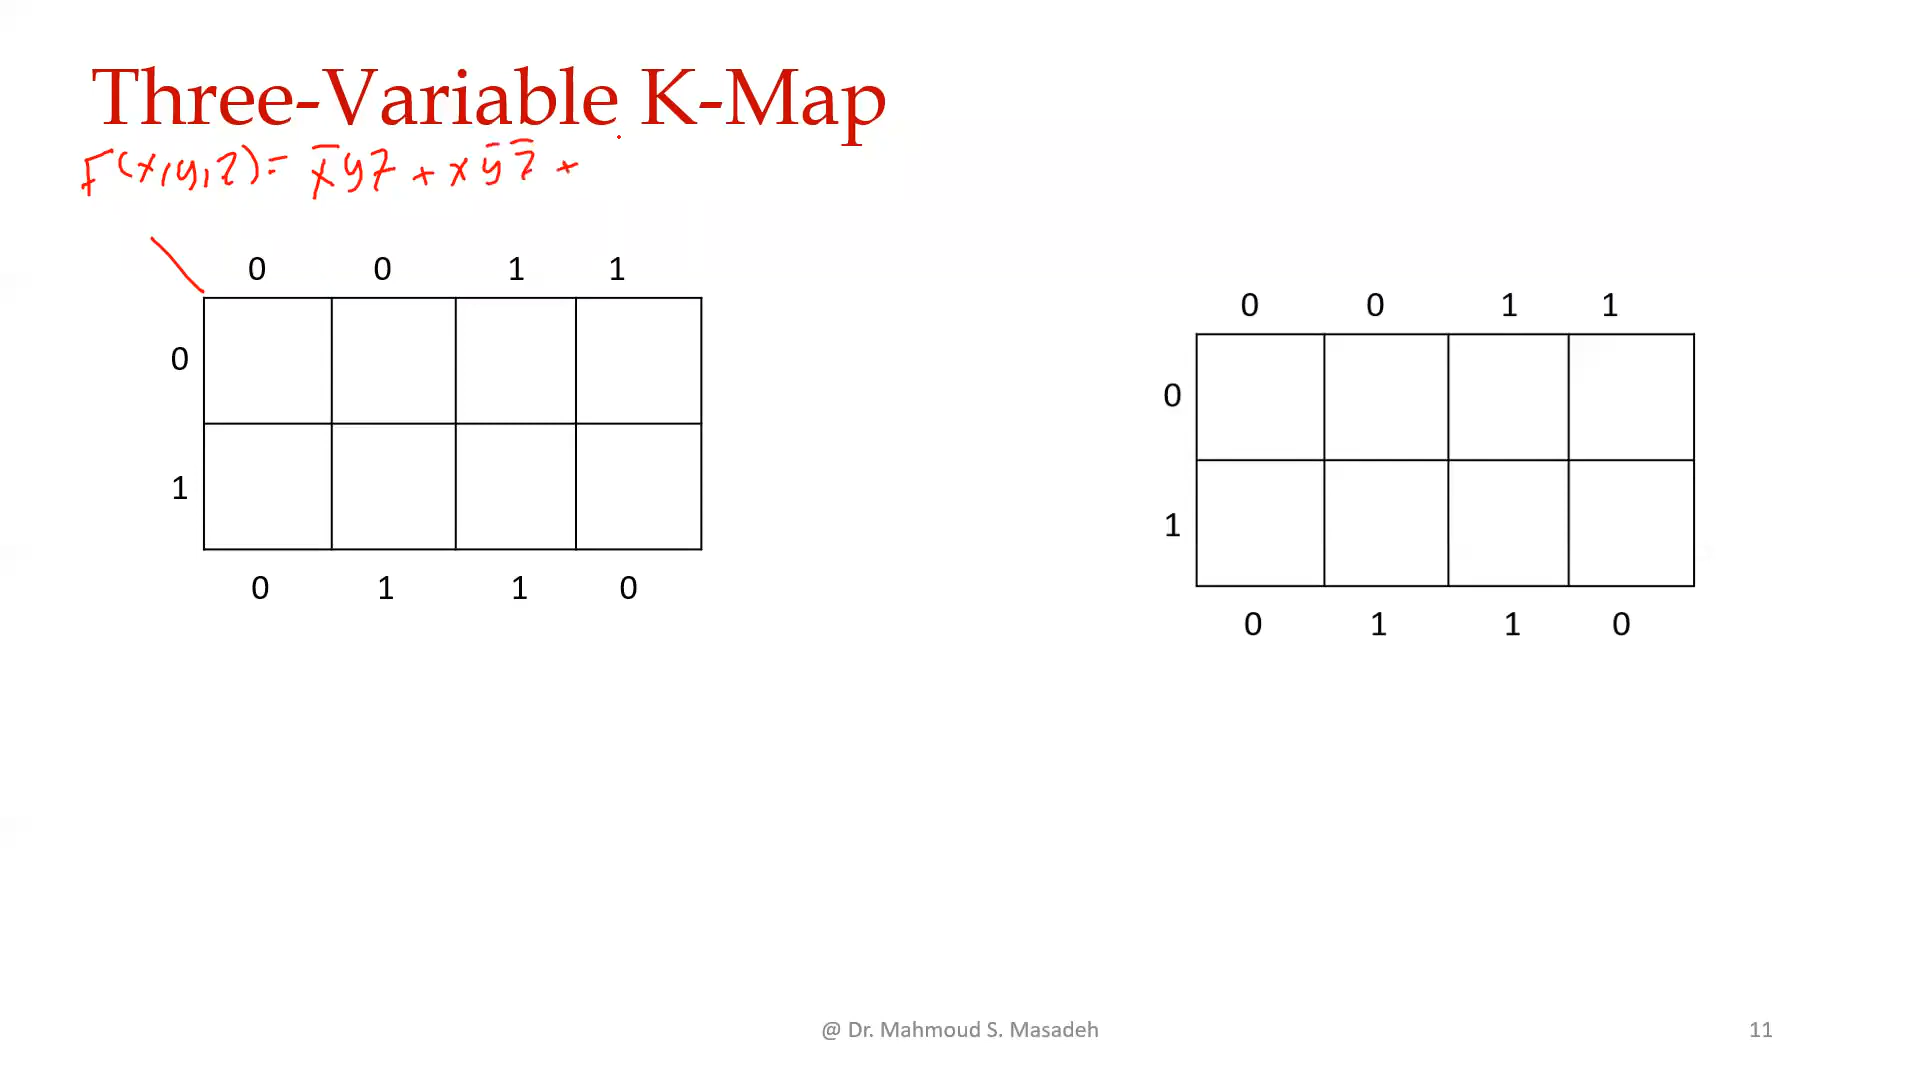 Three-Variable K-Map
F(x,y,z)= x̅yz + xy̅z̅ +
0 0 1 1
0
1
0 1 1 0
0 0 1 1
0
1
0 1 1 0
@ Dr. Mahmoud S. Masadeh
11